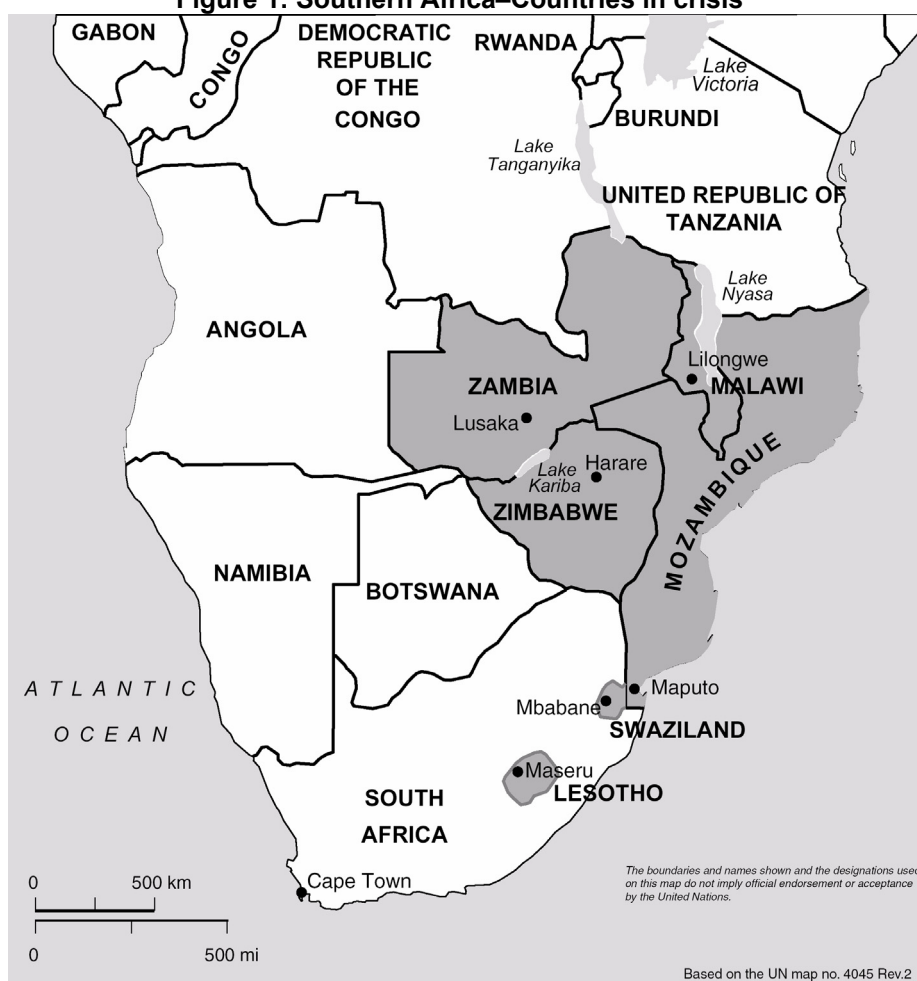 Figure 1. Southern Africa–Countries in crisis
GABON
CONGO
DEMOCRATIC
REPUBLIC
OF THE
CONGO
RWANDA
Lake
Victoria
BURUNDI
Lake
Tanganyika
UNITED REPUBLIC OF
TANZANIA
Lake
Nyasa
ANGOLA
Lilongwe
MALAWI
ZAMBIA
Lusaka
Lake
Kariba
Harare
ZIMBABWE
MOZAMBIQUE
NAMIBIA
BOTSWANA
ATLANTIC
OCEAN
Maputo
Mbabane
SWAZILAND
Maseru
LESOTHO
SOUTH
AFRICA
Cape Town
0 500 km
0 500 mi
The boundaries and names shown and the designations used
on this map do not imply official endorsement or acceptance
by the United Nations.
Based on the UN map no. 4045 Rev.2